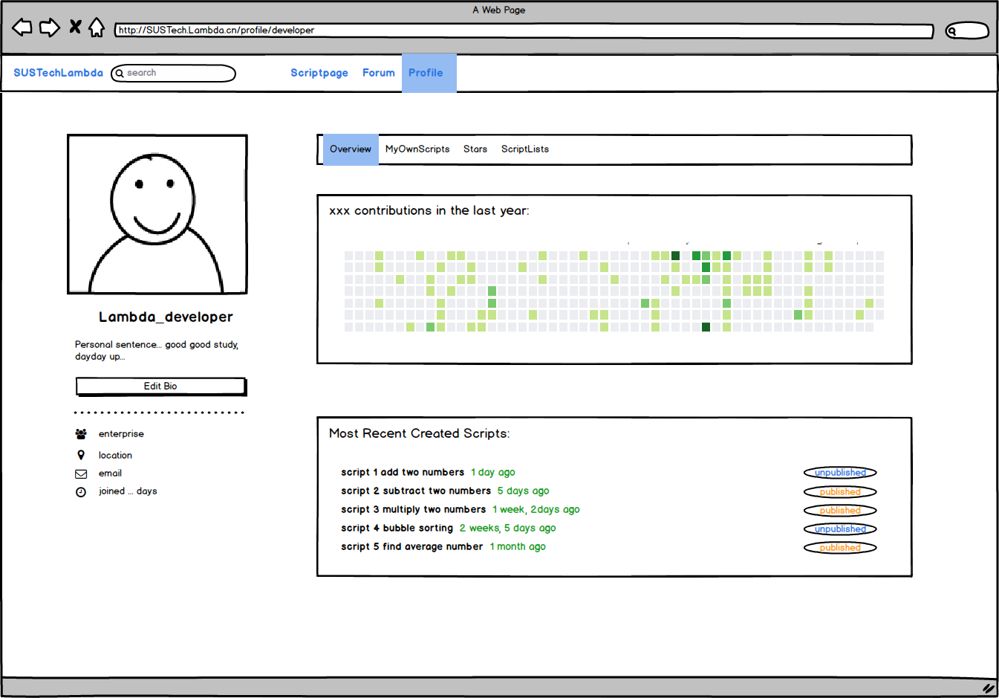 A Web Page
http://SUSTech.Lambda.cn/profile/developer
SUSTechLambda search Scriptpage Forum Profile
Overview MyOwnScripts Stars ScriptLists
xxx contributions in the last year:
Lambda_developer
Personal sentence... good good study,
dayday up...
Edit Bio
enterprise
location
email
joined ... days
Most Recent Created Scripts:
script 1 add two numbers 1 day ago unpublished
script 2 subtract two numbers 5 days ago published
script 3 multiply two numbers 1 week, 2days ago published
script 4 bubble sorting 2 weeks, 5 days ago unpublished
script 5 find average number 1 month ago published